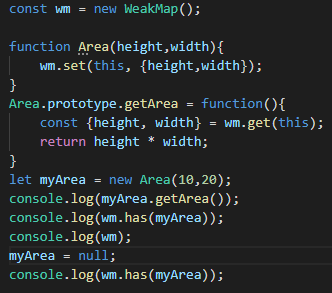 const wm = new WeakMap();

function Area(height,width){
    wm.set(this, {height,width});
}
Area.prototype.getArea = function(){
    const {height, width} = wm.get(this);
    return height * width;
}
let myArea = new Area(10,20);
console.log(myArea.getArea());
console.log(wm.has(myArea));
console.log(wm);
myArea = null;
console.log(wm.has(myArea));